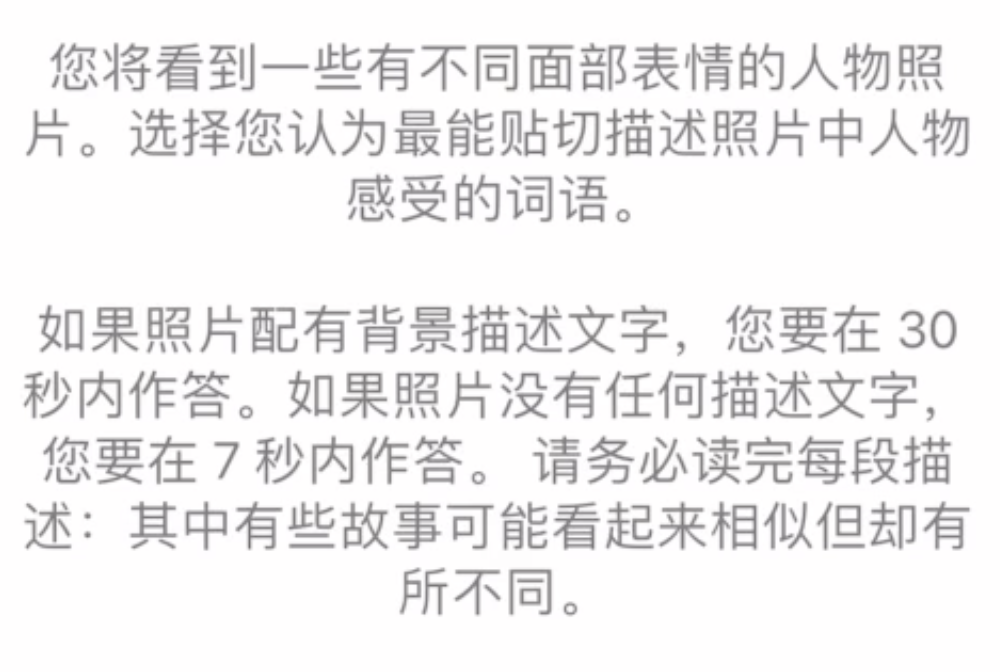 您将看到一些有不同面部表情的人物照
片。选择您认为最能贴切描述照片中人物
感受的词语。
如果照片配有背景描述文字，您要在 30
秒内作答。如果照片没有任何描述文字，
您要在 7 秒内作答。 请务必读完每段描
述：其中有些故事可能看起来相似但却有
所不同。